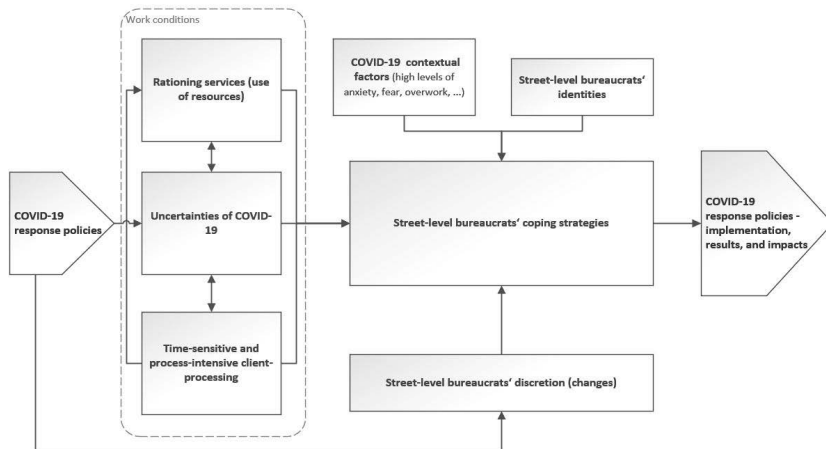 Work conditions
Rationing services (use
of resources)
COVID-19 contextual
factors (high levels of
anxiety, fear, overwork, ...)
Street-level bureaucrats‘
identities
COVID-19
response policies
Uncertainties of COVID-
19
Street-level bureaucrats‘ coping strategies
COVID-19
response policies -
implementation,
results, and impacts
Time-sensitive and
process-intensive client-
processing
Street-level bureaucrats‘ discretion (changes)